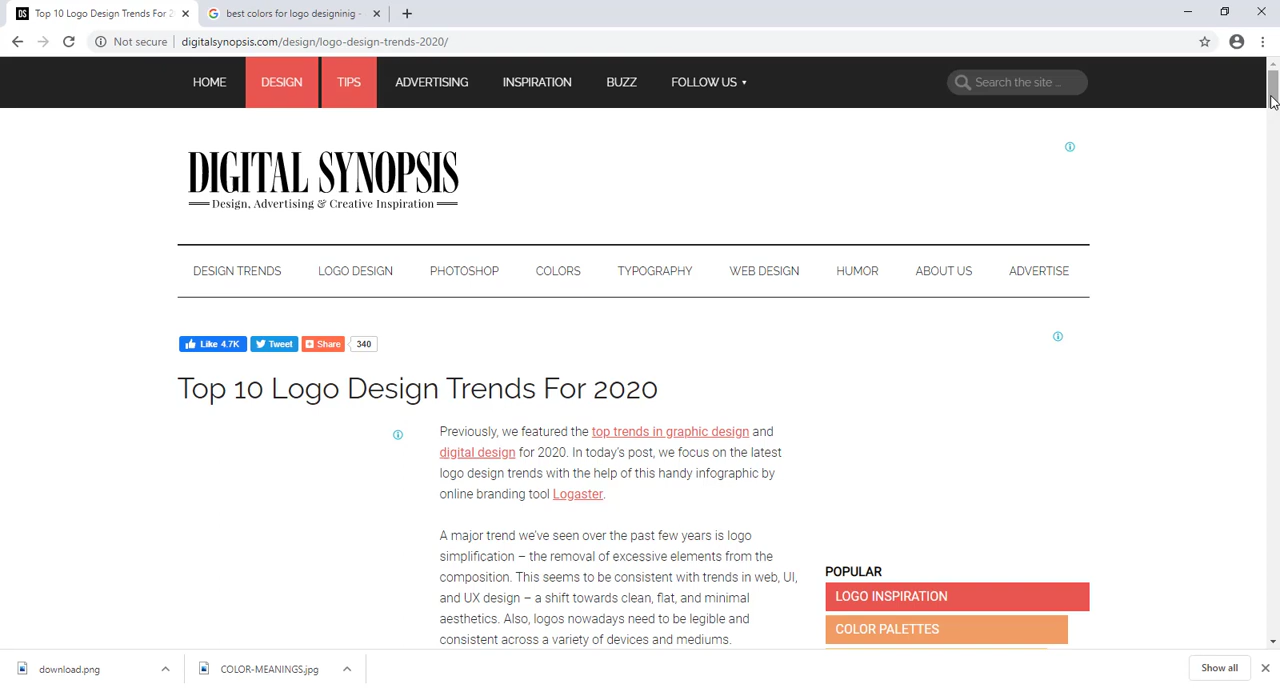 Top 10 Logo Design Trends For 2
best colors for logo designinig -
Not secure
digitalsynopsis.com/design/logo-design-trends-2020/
HOME
DESIGN
TIPS
ADVERTISING
INSPIRATION
BUZZ
FOLLOW US
Search the site ...
DIGITAL SYNOPSIS
Design, Advertising & Creative Inspiration
DESIGN TRENDS
LOGO DESIGN
PHOTOSHOP
COLORS
TYPOGRAPHY
WEB DESIGN
HUMOR
ABOUT US
ADVERTISE
Like 4.7K
Tweet
Share
340
Top 10 Logo Design Trends For 2020
Previously, we featured the top trends in graphic design and
digital design for 2020. In today's post, we focus on the latest
logo design trends with the help of this handy infographic by
online branding tool Logaster.
A major trend we've seen over the past few years is logo
simplification – the removal of excessive elements from the
composition. This seems to be consistent with trends in web, UI,
and UX design – a shift towards clean, flat, and minimal
aesthetics. Also, logos nowadays need to be legible and
consistent across a variety of devices and mediums.
POPULAR
LOGO INSPIRATION
COLOR PALETTES
download.png
COLOR-MEANINGS.jpg
Show all